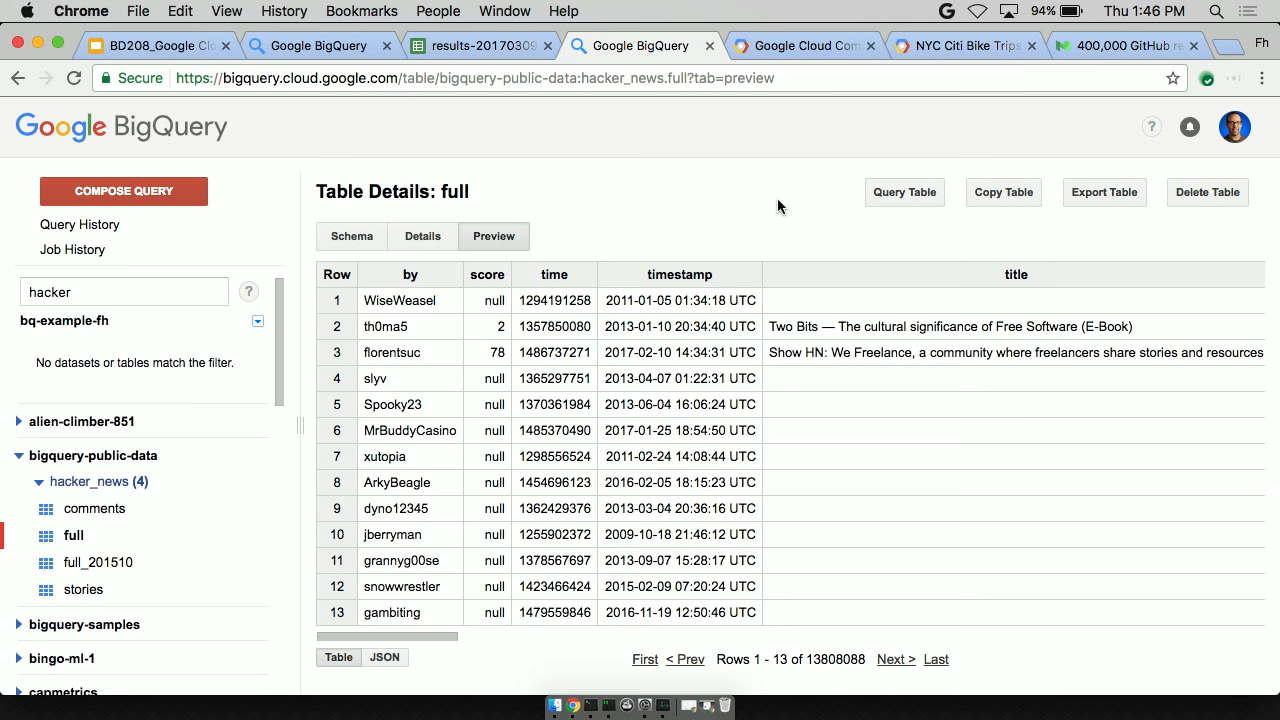 Chrome File Edit View History Bookmarks People Window Help 94% Thu 1:46 PM
BD208_Google Clo Google BigQuery results-20170309 Google BigQuery Google Cloud Com NYC Citi Bike Trips 400,000 GitHub re Fh
Secure https://bigquery.cloud.google.com/table/bigquery-public-data:hacker_news.full?tab=preview
Google BigQuery ?
COMPOSE QUERY
Query History
Job History
hacker ?
bq-example-fh
No datasets or tables match the filter.
alien-climber-851
bigquery-public-data
hacker_news (4)
comments
full
full_201510
stories
bigquery-samples
bingo-ml-1
capmetrics
Table Details: full Query Table Copy Table Export Table Delete Table
Schema Details Preview
Row by score time timestamp title
1 WiseWeasel null 1294191258 2011-01-05 01:34:18 UTC
2 th0ma5 2 1357850080 2013-01-10 20:34:40 UTC Two Bits — The cultural significance of Free Software (E-Book)
3 florentsuc 78 1486737271 2017-02-10 14:34:31 UTC Show HN: We Freelance, a community where freelancers share stories and resources
4 slyv null 1365297751 2013-04-07 01:22:31 UTC
5 Spooky23 null 1370361984 2013-06-04 16:06:24 UTC
6 MrBuddyCasino null 1485370490 2017-01-25 18:54:50 UTC
7 xutopia null 1298556524 2011-02-24 14:08:44 UTC
8 ArkyBeagle null 1454696123 2016-02-05 18:15:23 UTC
9 dyno12345 null 1362429376 2013-03-04 20:36:16 UTC
10 jberryman null 1255902372 2009-10-18 21:46:12 UTC
11 grannyg00se null 1378567697 2013-09-07 15:28:17 UTC
12 snowwrestler null 1423466424 2015-02-09 07:20:24 UTC
13 gambiting null 1479559846 2016-11-19 12:50:46 UTC
Table JSON First < Prev Rows 1 - 13 of 13808088 Next > Last